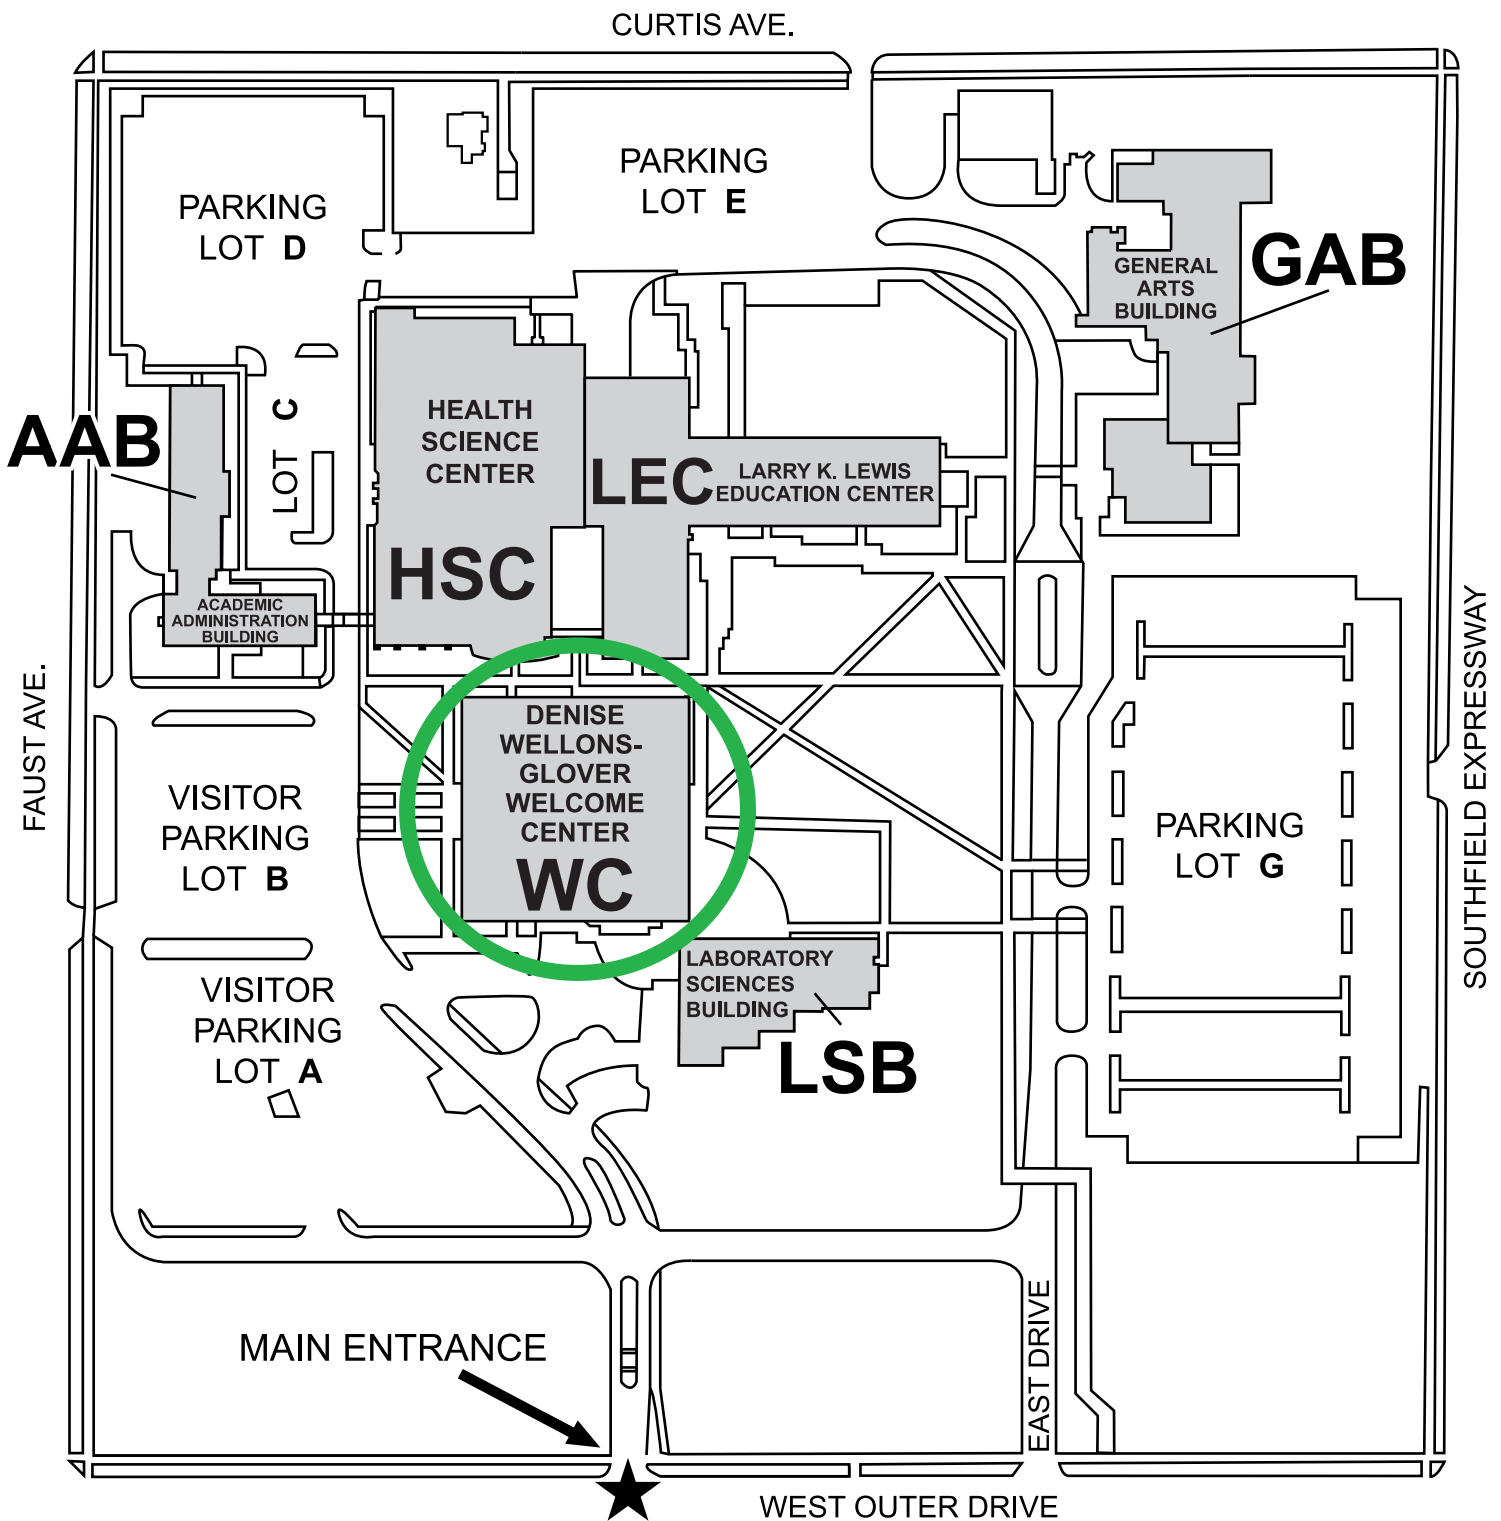 CURTIS AVE.
PARKING
LOT E
PARKING
LOT D
GAB
GENERAL
ARTS
BUILDING
AAB
LOT C
HEALTH
SCIENCE
CENTER
HSC
LEC
LARRY K. LEWIS
EDUCATION CENTER
ACADEMIC
ADMINISTRATION
BUILDING
FAUST AVE.
SOUTHFIELD EXPRESSWAY
DENISE
WELLONS-
GLOVER
WELCOME
CENTER
WC
VISITOR
PARKING
LOT B
PARKING
LOT G
VISITOR
PARKING
LOT A
LABORATORY
SCIENCES
BUILDING
LSB
MAIN ENTRANCE
EAST DRIVE
WEST OUTER DRIVE